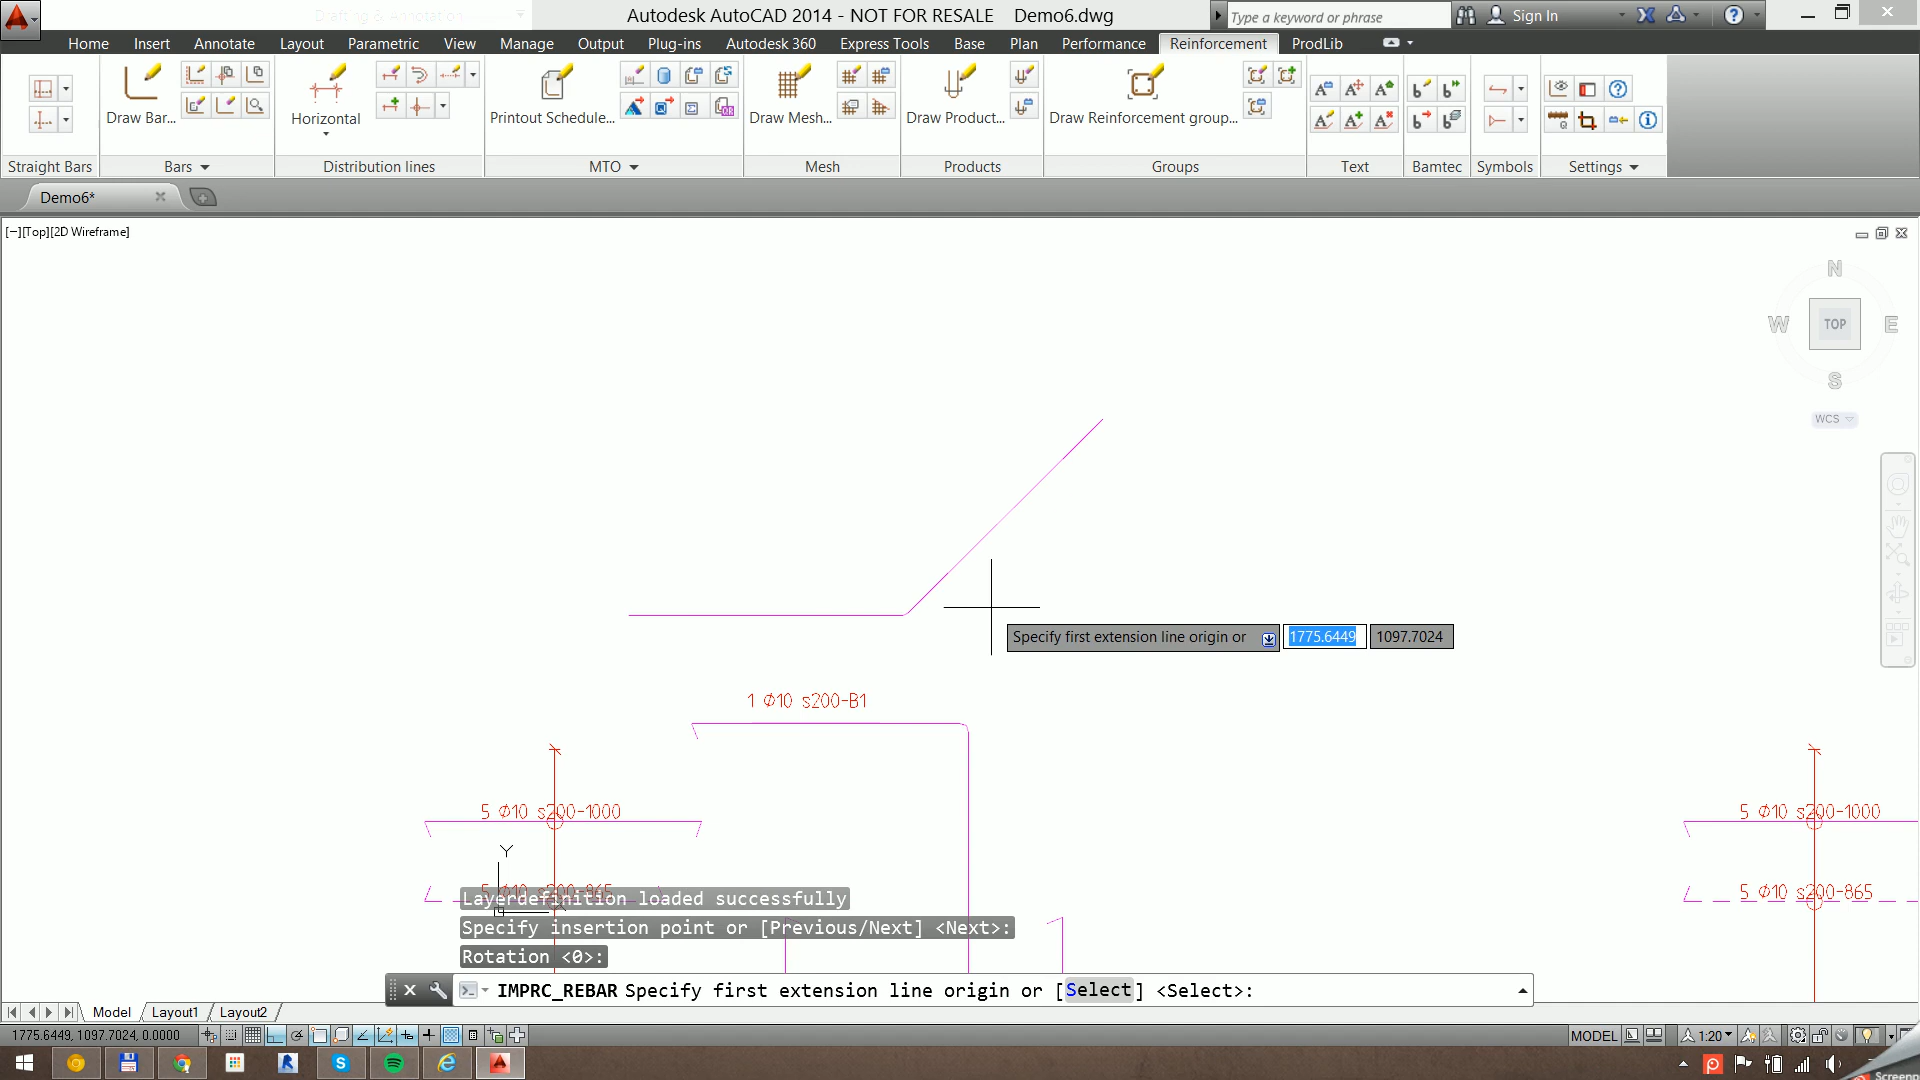 Drafting & Annotation
Autodesk AutoCAD 2014 - NOT FOR RESALE Demo6.dwg
Type a keyword or phrase
Sign In
Home Insert Annotate Layout Parametric View Manage Output Plug-ins Autodesk 360 Express Tools Base Plan Performance Reinforcement ProdLib
Draw Bar... Horizontal Printout Schedule... Draw Mesh... Draw Product... Draw Reinforcement group...
Straight Bars Bars Distribution lines MTO Mesh Products Groups Text Bamtec Symbols Settings
Demo6*
[−][Top][2D Wireframe]
N
W TOP E
S
WCS
Specify first extension line origin or 1775.6449 1097.7024
1 Φ10 s200-B1
5 Φ10 s200-1000
5 Φ10 s200-1000
Y
5 Φ10 s200-865
5 Φ10 s200-865
Layerdefinition loaded successfully
Specify insertion point or [Previous/Next] <Next>:
Rotation <0>:
IMPRC_REBAR Specify first extension line origin or [Select] <Select>:
Model Layout1 Layout2
1775.6449, 1097.7024, 0.0000 MODEL 1:20